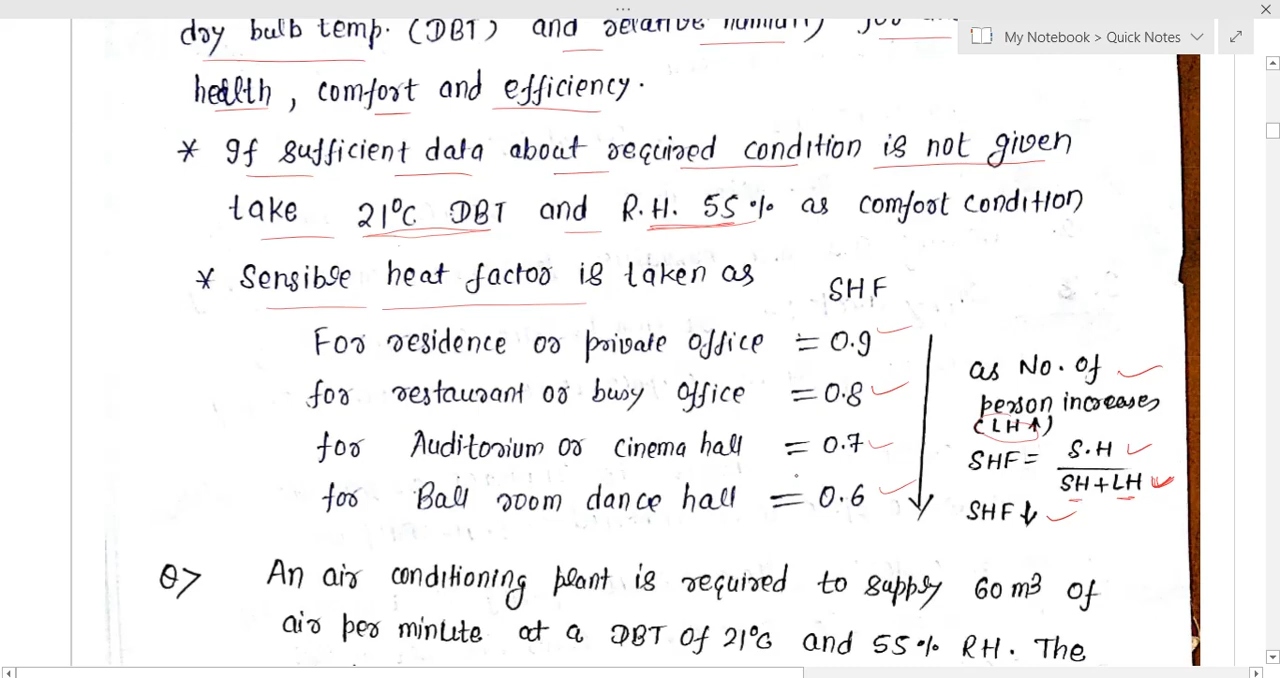 ...
My Notebook > Quick Notes
day bulb temp. (DBT) and relative humidity for
health, comfort and efficiency.
* If sufficient data about required condition is not given
take 21°C DBT and R.H. 55 % as comfort condition
* Sensible heat factor is taken as
SHF
For residence or private office = 0.9
for restaurant or busy office = 0.8
for Auditorium or cinema hall = 0.7
for Ball room dance hall = 0.6
as No. of
person increases
(LH↑)
SHF = S.H / SH+LH
SHF↓
Q> An air conditioning plant is required to supply 60 m³ of
air per minute at a DBT of 21°C and 55% RH. The